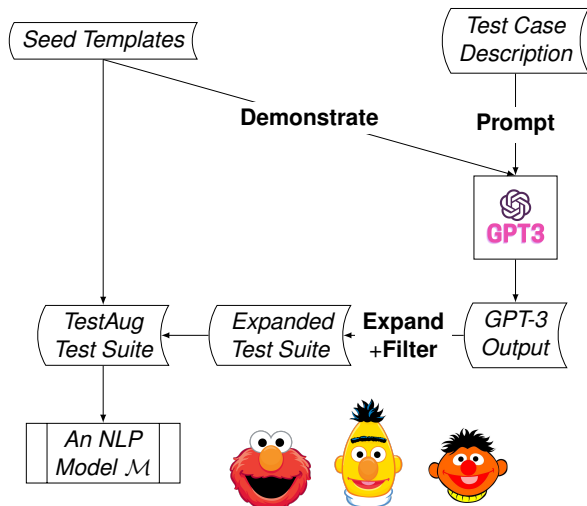 Seed Templates
Test Case
Description
Demonstrate
Prompt
GPT3
TestAug
Test Suite
Expanded
Test Suite
Expand
+Filter
GPT-3
Output
An NLP
Model ℳ